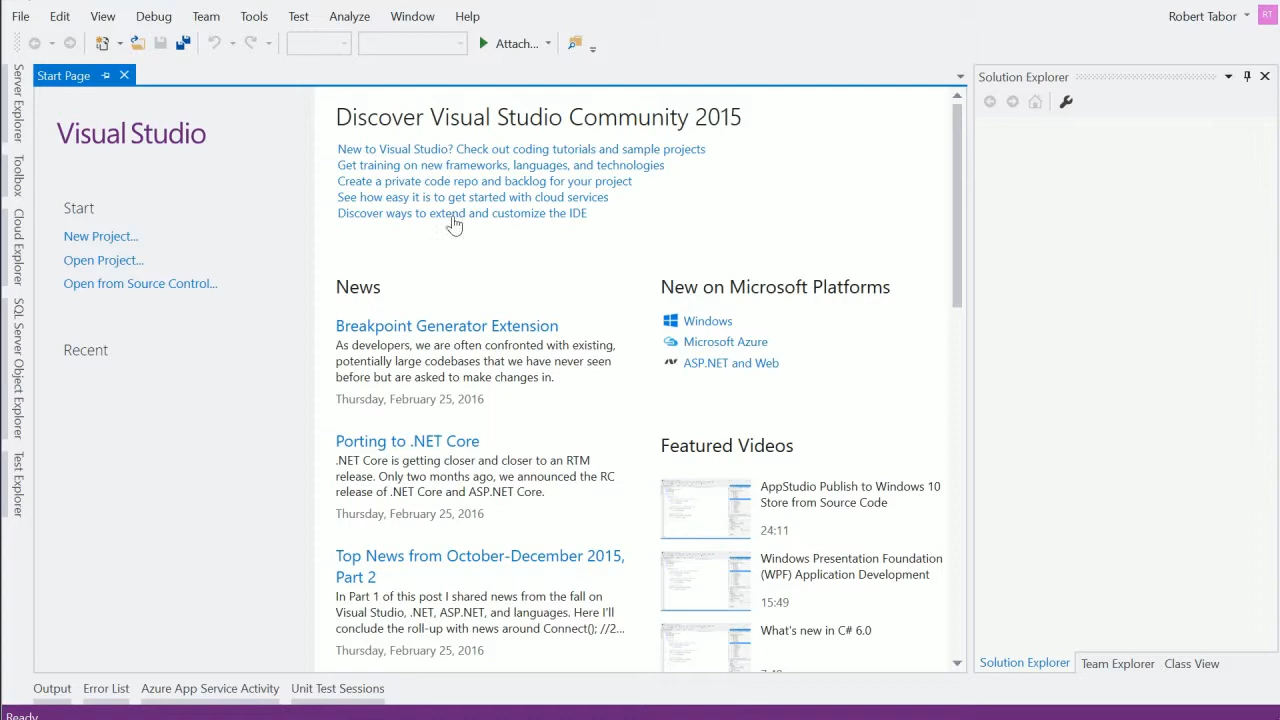 File Edit View Debug Team Tools Test Analyze Window Help
Robert Tabor RT
Attach...
Start Page
Solution Explorer
Server Explorer
Toolbox
Cloud Explorer
SQL Server Object Explorer
Test Explorer
Visual Studio
Start
New Project...
Open Project...
Open from Source Control...
Recent
Discover Visual Studio Community 2015
New to Visual Studio? Check out coding tutorials and sample projects
Get training on new frameworks, languages, and technologies
Create a private code repo and backlog for your project
See how easy it is to get started with cloud services
Discover ways to extend and customize the IDE
News
Breakpoint Generator Extension
As developers, we are often confronted with existing,
potentially large codebases that we have never seen
before but are asked to make changes in.
Thursday, February 25, 2016
Porting to .NET Core
.NET Core is getting closer and closer to an RTM
release. Only two months ago, we announced the RC
release of .NET Core and ASP.NET Core.
Thursday, February 25, 2016
Top News from October-December 2015,
Part 2
In Part 1 of this post I shared news from the fall on
Visual Studio, .NET, ASP.NET, and languages. Here I'll
conclude the roll-up with news around Connect(); //2...
Thursday, February 25, 2016
New on Microsoft Platforms
Windows
Microsoft Azure
ASP.NET and Web
Featured Videos
AppStudio Publish to Windows 10
Store from Source Code
24:11
Windows Presentation Foundation
(WPF) Application Development
15:49
What's new in C# 6.0
Solution Explorer Team Explorer Class View
Output Error List Azure App Service Activity Unit Test Sessions
Ready